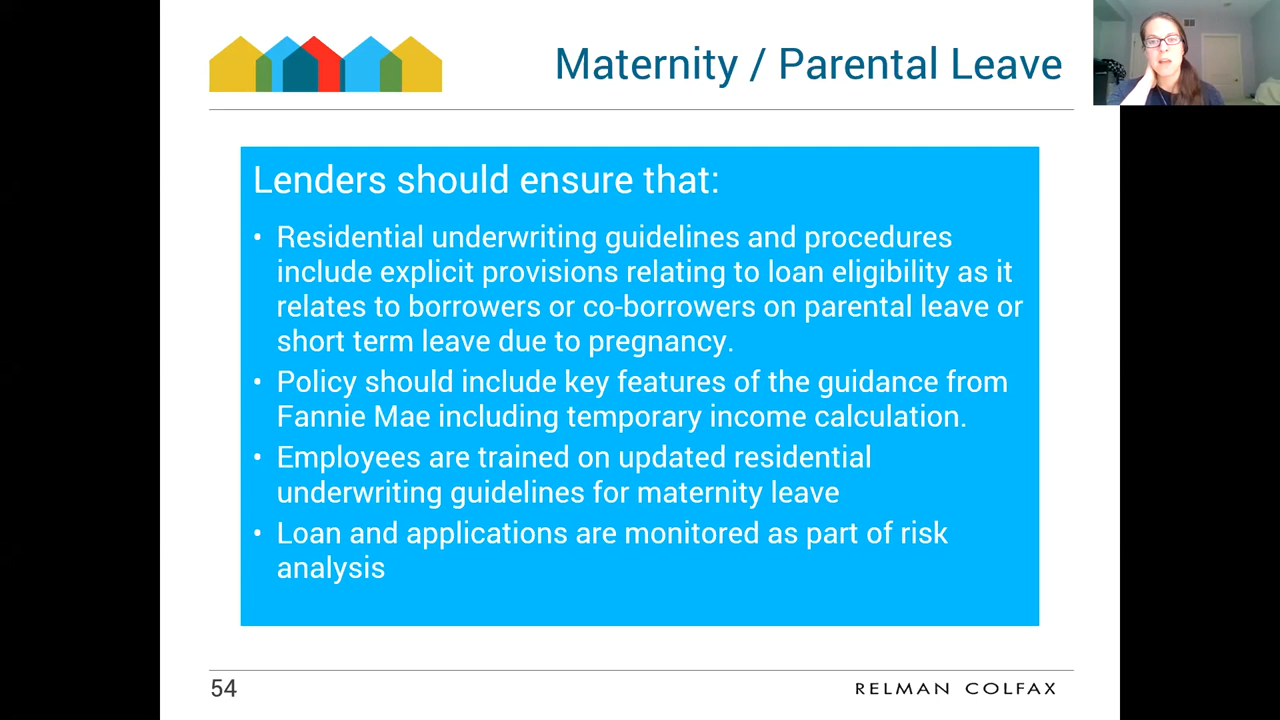 Maternity / Parental Leave
Lenders should ensure that:
• Residential underwriting guidelines and procedures
include explicit provisions relating to loan eligibility as it
relates to borrowers or co-borrowers on parental leave or
short term leave due to pregnancy.
• Policy should include key features of the guidance from
Fannie Mae including temporary income calculation.
• Employees are trained on updated residential
underwriting guidelines for maternity leave
• Loan and applications are monitored as part of risk
analysis
54
RELMAN COLFAX